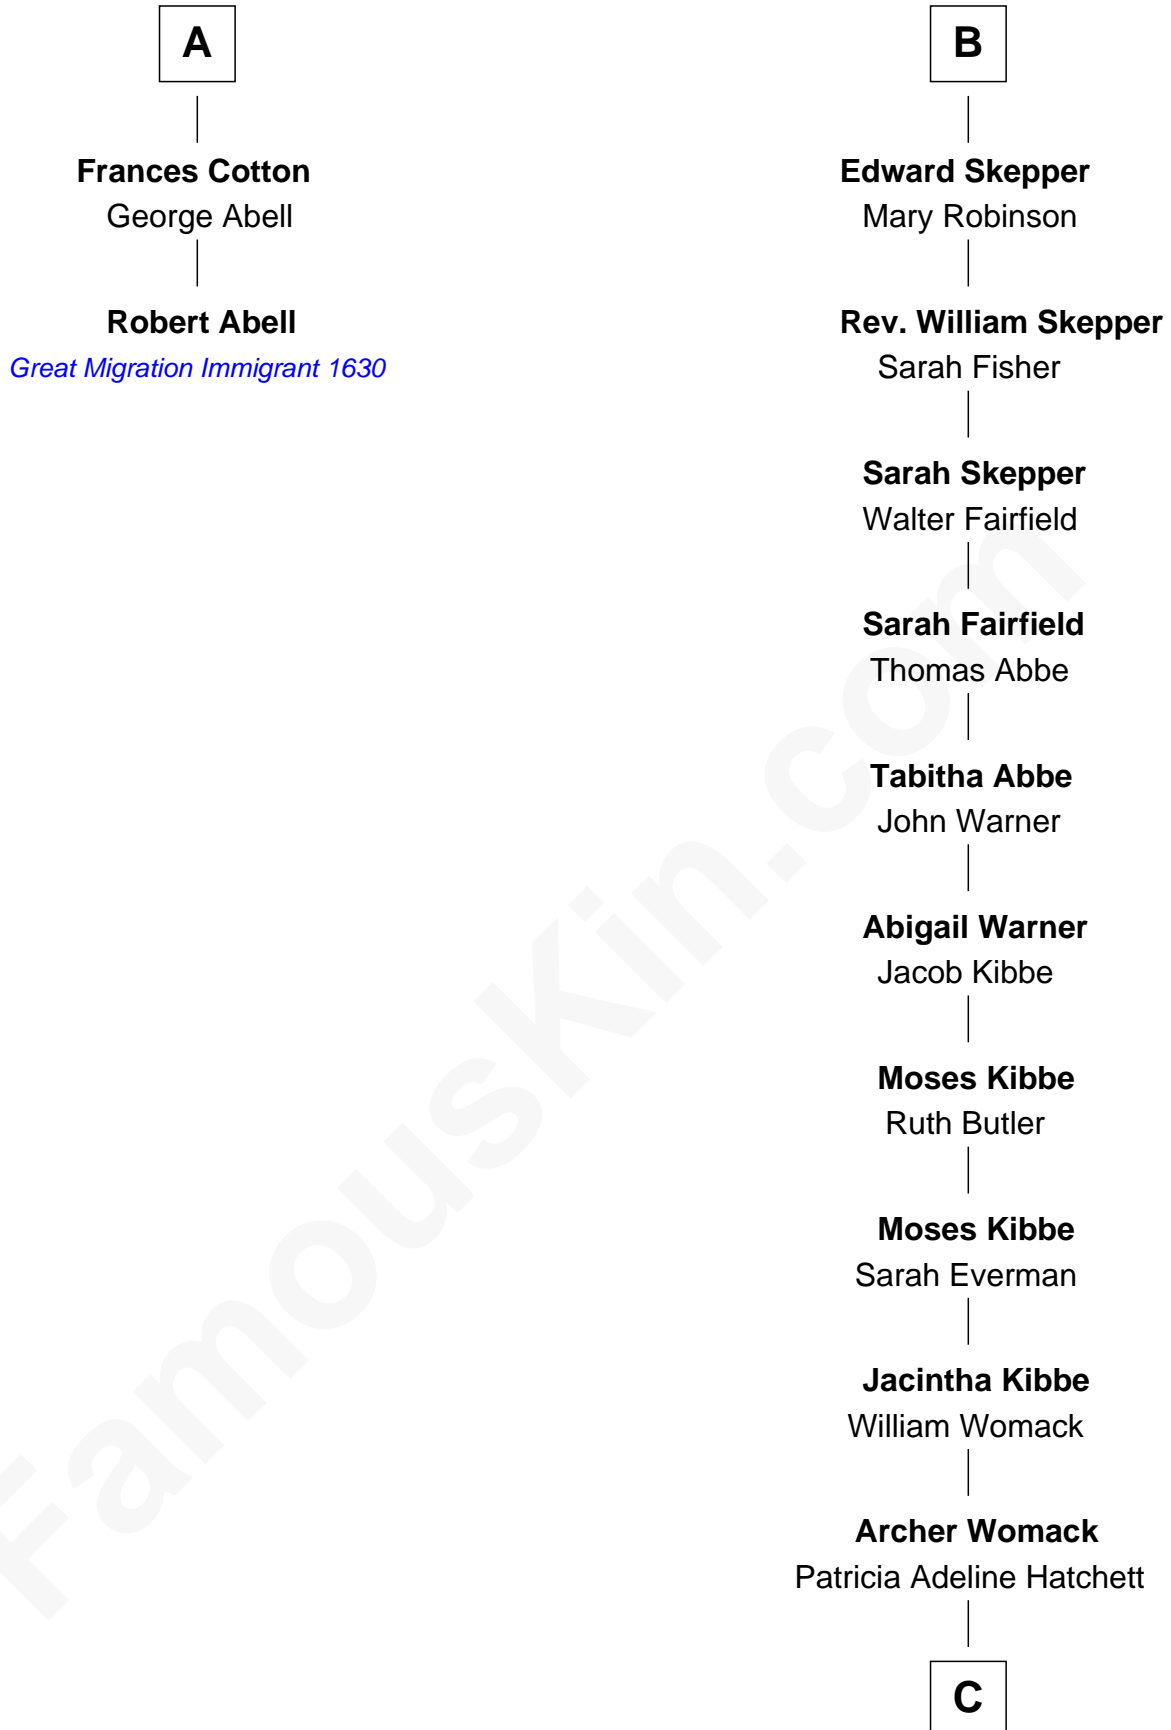 A
Frances Cotton
George Abell
Robert Abell
Great Migration Immigrant 1630
B
Edward Skepper
Mary Robinson
Rev. William Skepper
Sarah Fisher
Sarah Skepper
Walter Fairfield
Sarah Fairfield
Thomas Abbe
Tabitha Abbe
John Warner
Abigail Warner
Jacob Kibbe
Moses Kibbe
Ruth Butler
Moses Kibbe
Sarah Everman
Jacintha Kibbe
William Womack
Archer Womack
Patricia Adeline Hatchett
C
FamousKin.com